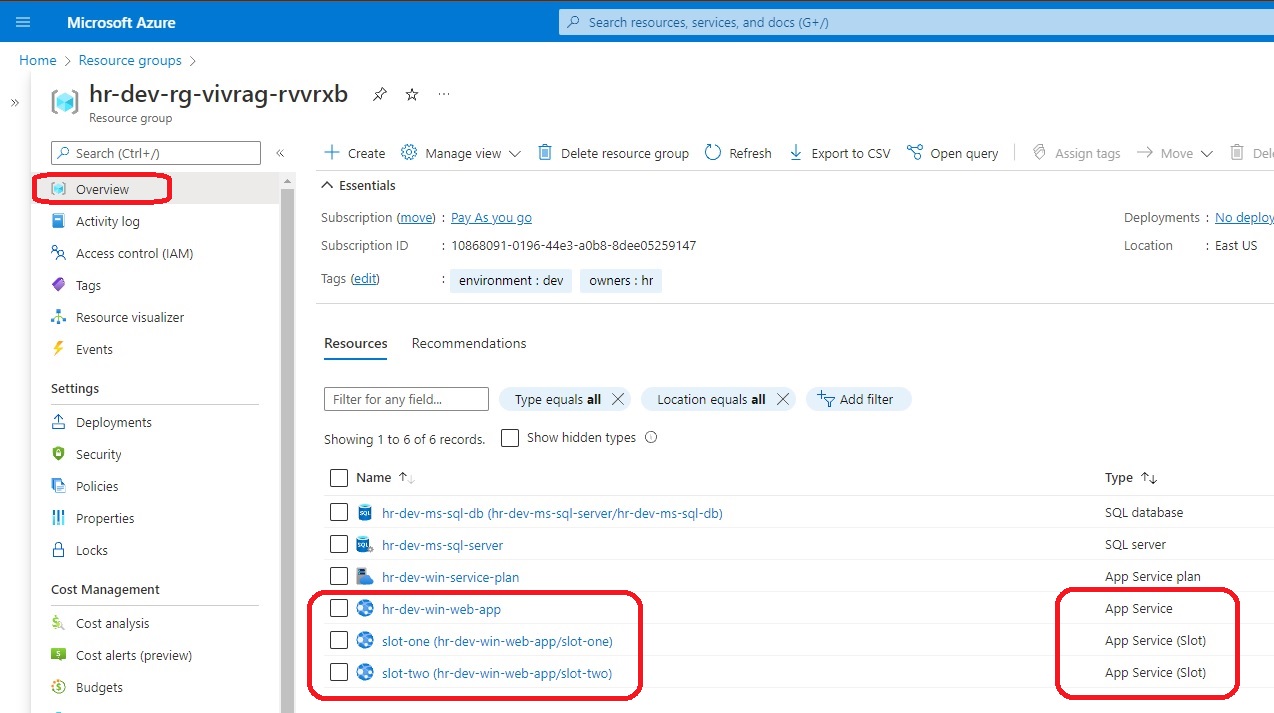 Microsoft Azure
Search resources, services, and docs (G+/)
Home > Resource groups >
hr-dev-rg-vivrag-rvvrxb
Resource group
Search (Ctrl+/)
Create
Manage view
Delete resource group
Refresh
Export to CSV
Open query
Assign tags
Move
Del
Overview
Activity log
Access control (IAM)
Tags
Resource visualizer
Events
Settings
Deployments
Security
Policies
Properties
Locks
Cost Management
Cost analysis
Cost alerts (preview)
Budgets
Essentials
Subscription (move) : Pay As you go
Subscription ID : 10868091-0196-44e3-a0b8-8dee05259147
Tags (edit) : environment : dev owners : hr
Deployments : No deploy
Location : East US
Resources Recommendations
Filter for any field... Type equals all Location equals all Add filter
Showing 1 to 6 of 6 records. Show hidden types
Name Type
hr-dev-ms-sql-db (hr-dev-ms-sql-server/hr-dev-ms-sql-db) SQL database
hr-dev-ms-sql-server SQL server
hr-dev-win-service-plan App Service plan
hr-dev-win-web-app App Service
slot-one (hr-dev-win-web-app/slot-one) App Service (Slot)
slot-two (hr-dev-win-web-app/slot-two) App Service (Slot)